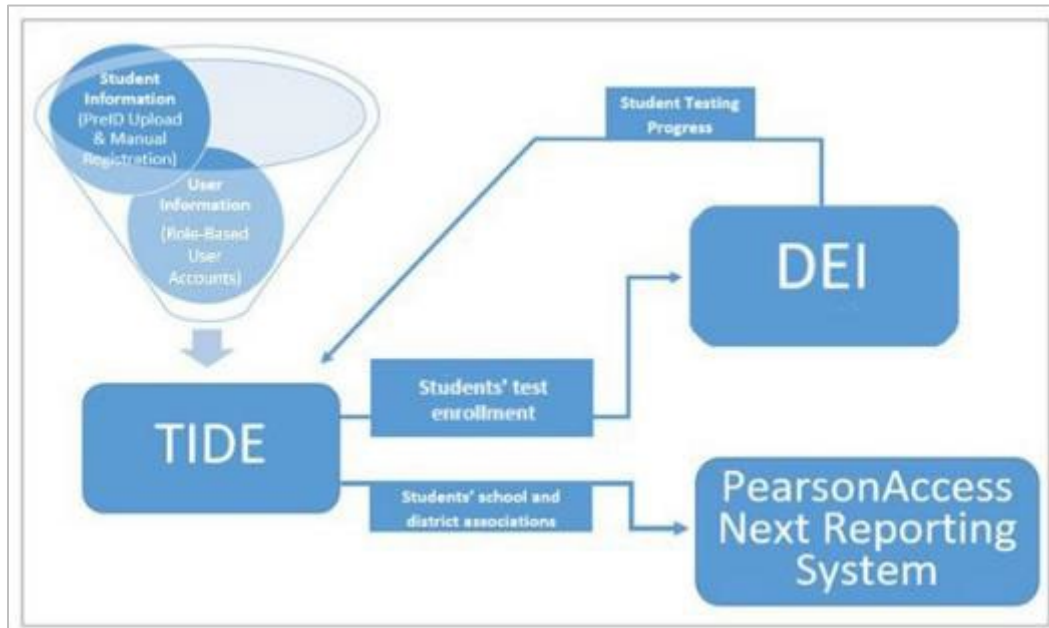 Student
Information
(PreID Upload
& Manual
Registration)
User
Information
(Role-Based
User
Accounts)
Student Testing
Progress
DEI
TIDE
Students' test
enrollment
Students' school and
district associations
PearsonAccess
Next Reporting
System